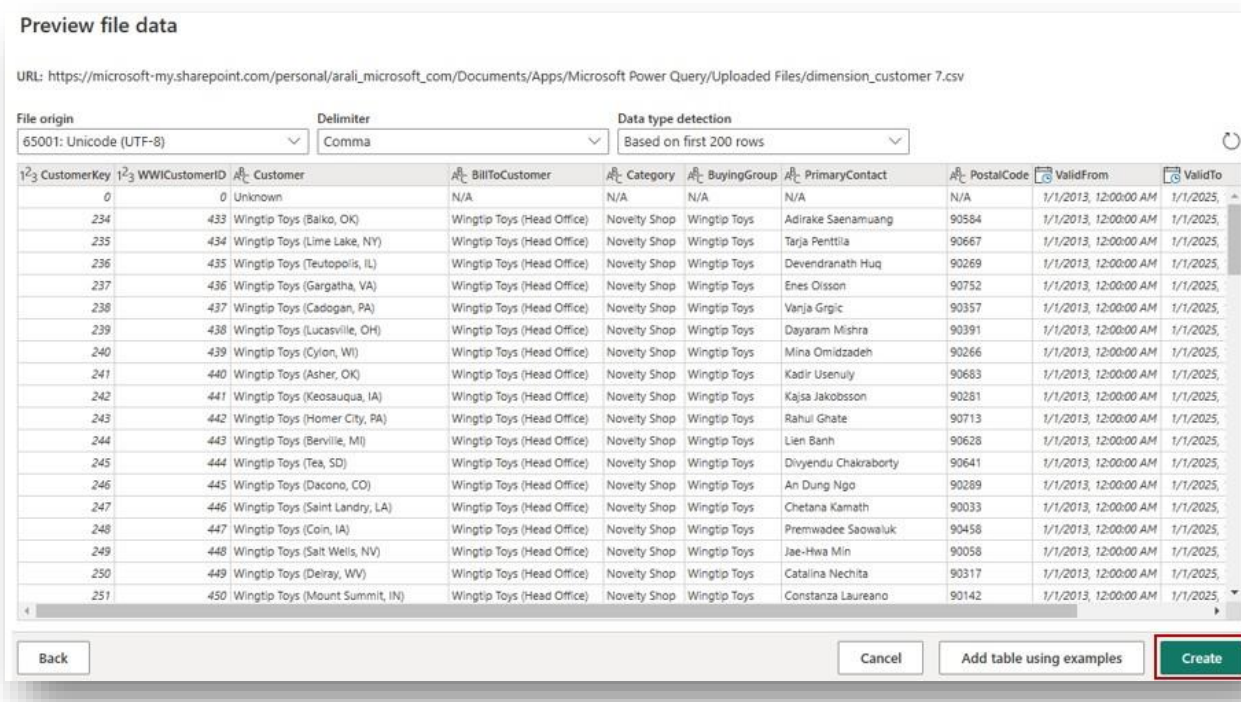 Preview file data
URL: https://microsoft-my.sharepoint.com/personal/arali_microsoft_com/Documents/Apps/Microsoft Power Query/Uploaded Files/dimension_customer 7.csv
File origin Delimiter Data type detection
65001: Unicode (UTF-8) Comma Based on first 200 rows
123 CustomerKey 123 WWICustomerID ABC Customer ABC BillToCustomer ABC Category ABC BuyingGroup ABC PrimaryContact ABC PostalCode ValidFrom ValidTo
0 0 Unknown N/A N/A N/A N/A N/A 1/1/2013, 12:00:00 AM 1/1/2025,
234 433 Wingtip Toys (Balko, OK) Wingtip Toys (Head Office) Novelty Shop Wingtip Toys Adirake Saenamuang 90584 1/1/2013, 12:00:00 AM 1/1/2025,
235 434 Wingtip Toys (Lime Lake, NY) Wingtip Toys (Head Office) Novelty Shop Wingtip Toys Tarja Penttila 90667 1/1/2013, 12:00:00 AM 1/1/2025,
236 435 Wingtip Toys (Teutopolis, IL) Wingtip Toys (Head Office) Novelty Shop Wingtip Toys Devendranath Huq 90269 1/1/2013, 12:00:00 AM 1/1/2025,
237 436 Wingtip Toys (Gargatha, VA) Wingtip Toys (Head Office) Novelty Shop Wingtip Toys Enes Olsson 90752 1/1/2013, 12:00:00 AM 1/1/2025,
238 437 Wingtip Toys (Cadogan, PA) Wingtip Toys (Head Office) Novelty Shop Wingtip Toys Vanja Grgic 90357 1/1/2013, 12:00:00 AM 1/1/2025,
239 438 Wingtip Toys (Lucasville, OH) Wingtip Toys (Head Office) Novelty Shop Wingtip Toys Dayaram Mishra 90391 1/1/2013, 12:00:00 AM 1/1/2025,
240 439 Wingtip Toys (Cylon, WI) Wingtip Toys (Head Office) Novelty Shop Wingtip Toys Mina Omidzadeh 90266 1/1/2013, 12:00:00 AM 1/1/2025,
241 440 Wingtip Toys (Asher, OK) Wingtip Toys (Head Office) Novelty Shop Wingtip Toys Kadir Usenuly 90683 1/1/2013, 12:00:00 AM 1/1/2025,
242 441 Wingtip Toys (Keosauqua, IA) Wingtip Toys (Head Office) Novelty Shop Wingtip Toys Kajsa Jakobsson 90281 1/1/2013, 12:00:00 AM 1/1/2025,
243 442 Wingtip Toys (Homer City, PA) Wingtip Toys (Head Office) Novelty Shop Wingtip Toys Rahul Ghate 90713 1/1/2013, 12:00:00 AM 1/1/2025,
244 443 Wingtip Toys (Berville, MI) Wingtip Toys (Head Office) Novelty Shop Wingtip Toys Lien Banh 90628 1/1/2013, 12:00:00 AM 1/1/2025,
245 444 Wingtip Toys (Tea, SD) Wingtip Toys (Head Office) Novelty Shop Wingtip Toys Divyendu Chakraborty 90641 1/1/2013, 12:00:00 AM 1/1/2025,
246 445 Wingtip Toys (Dacono, CO) Wingtip Toys (Head Office) Novelty Shop Wingtip Toys An Dung Ngo 90289 1/1/2013, 12:00:00 AM 1/1/2025,
247 446 Wingtip Toys (Saint Landry, LA) Wingtip Toys (Head Office) Novelty Shop Wingtip Toys Chetana Kamath 90033 1/1/2013, 12:00:00 AM 1/1/2025,
248 447 Wingtip Toys (Coin, IA) Wingtip Toys (Head Office) Novelty Shop Wingtip Toys Premwadee Saowaluk 90458 1/1/2013, 12:00:00 AM 1/1/2025,
249 448 Wingtip Toys (Salt Wells, NV) Wingtip Toys (Head Office) Novelty Shop Wingtip Toys Jae-Hwa Min 90058 1/1/2013, 12:00:00 AM 1/1/2025,
250 449 Wingtip Toys (Delray, WV) Wingtip Toys (Head Office) Novelty Shop Wingtip Toys Catalina Nechita 90317 1/1/2013, 12:00:00 AM 1/1/2025,
251 450 Wingtip Toys (Mount Summit, IN) Wingtip Toys (Head Office) Novelty Shop Wingtip Toys Constanza Laureano 90142 1/1/2013, 12:00:00 AM 1/1/2025,
Back Cancel Add table using examples Create